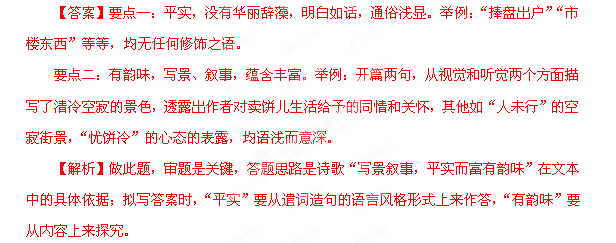 【答案】要点一：平实，没有华丽辞藻，明白如话，通俗浅显。举例：“捧盘出户”“市
楼东西”等等，均无任何修饰之语。
要点二：有韵味，写景、叙事，蕴含丰富。举例：开篇两句，从视觉和听觉两个方面描
写了清冷空寂的景色，透露出作者对卖饼儿生活给予的同情和关怀，其他如“人未行”的空
寂街景，“忧饼冷”的心态的表露，均语浅而意深。
【解析】做此题，审题是关键，答题思路是诗歌“写景叙事，平实而富有韵味”在文本
中的具体依据；拟写答案时，“平实”要从遣词造句的语言风格形式上来作答，“有韵味”要
从内容上来探究。